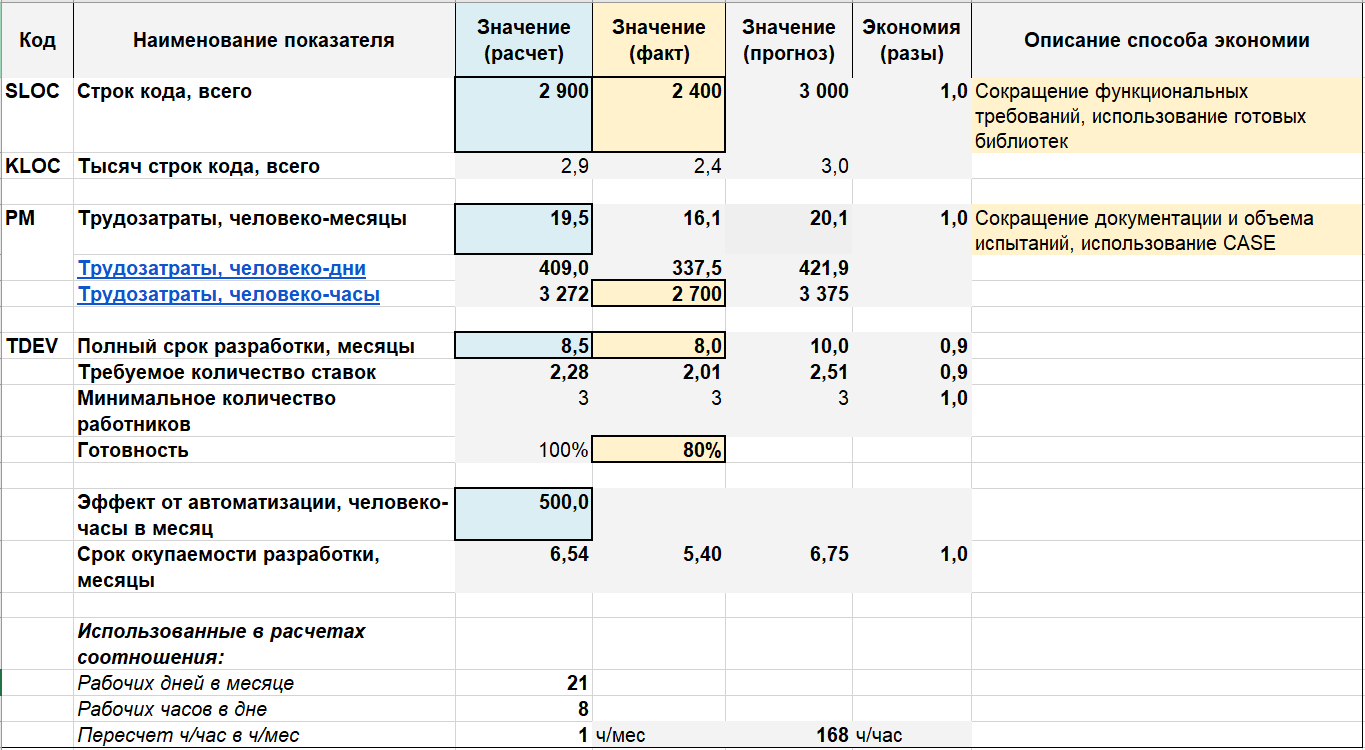 Код Наименование показателя Значение (расчет) Значение (факт) Значение (прогноз) Экономия (разы) Описание способа экономии
SLOC Строк кода, всего 2 900 2 400 3 000 1,0 Сокращение функциональных
требований, использование готовых
библиотек
KLOC Тысяч строк кода, всего 2,9 2,4 3,0
PM Трудозатраты, человеко-месяцы 19,5 16,1 20,1 1,0 Сокращение документации и объема
испытаний, использование CASE
Трудозатраты, человеко-дни 409,0 337,5 421,9
Трудозатраты, человеко-часы 3 272 2 700 3 375
TDEV Полный срок разработки, месяцы 8,5 8,0 10,0 0,9
Требуемое количество ставок 2,28 2,01 2,51 0,9
Минимальное количество 3 3 3 1,0
работников
Готовность 100% 80%
Эффект от автоматизации, человеко- 500,0
часы в месяц
Срок окупаемости разработки, 6,54 5,40 6,75 1,0
месяцы
Использованные в расчетах
соотношения:
Рабочих дней в месяце 21
Рабочих часов в дне 8
Пересчет ч/час в ч/мес 1 ч/мес 168 ч/час